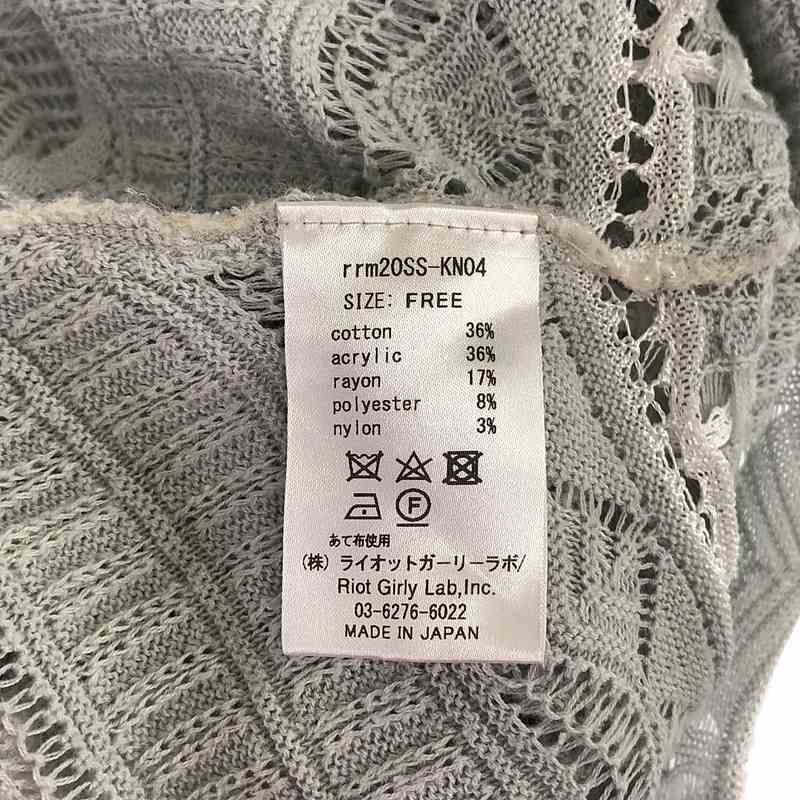 rrm20SS-KN04
SIZE: FREE
cotton 36%
acrylic 36%
rayon 17%
polyester 8%
nylon 3%
F
あて布使用
(株) ライオットガーリーラボ/
Riot Girly Lab,Inc.
03-6276-6022
MADE IN JAPAN